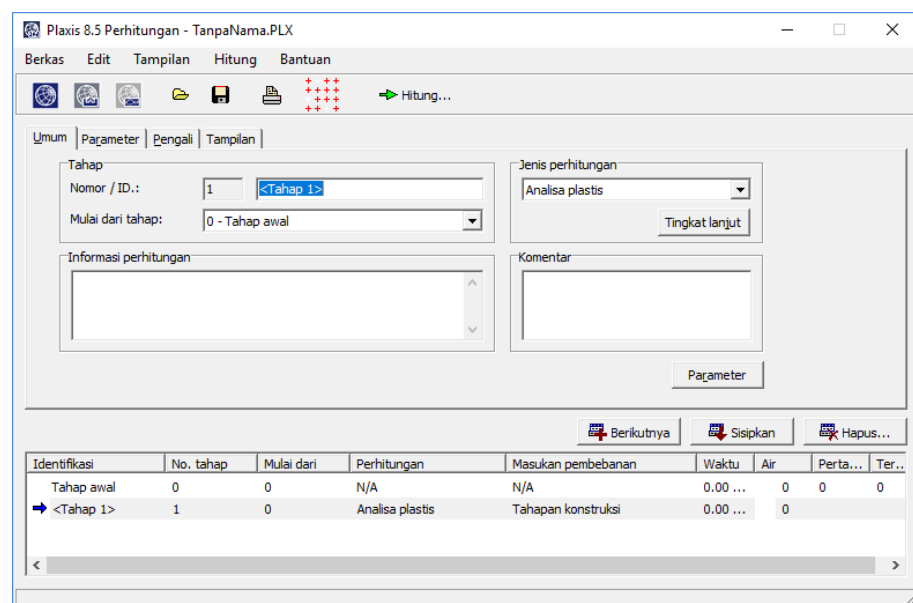 Plaxis 8.5 Perhitungan - TanpaNama.PLX
Berkas Edit Tampilan Hitung Bantuan
Hitung...
Umum Parameter Pengali Tampilan
Tahap
Nomor / ID.: 1 <Tahap 1>
Mulai dari tahap: 0 - Tahap awal
Jenis perhitungan
Analisa plastis
Tingkat lanjut
Informasi perhitungan
Komentar
Parameter
Berikutnya Sisipkan Hapus...
Identifikasi No. tahap Mulai dari Perhitungan Masukan pembebanan Waktu Air Perta... Ter...
Tahap awal 0 0 N/A N/A 0.00 ... 0 0 0
<Tahap 1> 1 0 Analisa plastis Tahapan konstruksi 0.00 ... 0